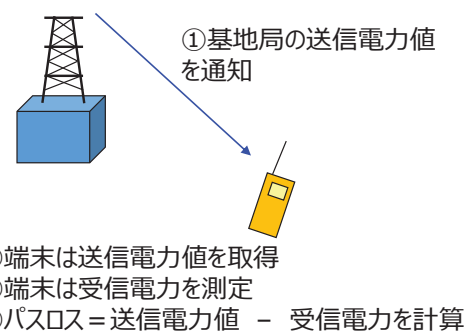 ①基地局の送信電力値
を通知
端末は送信電力値を取得
端末は受信電力を測定
パスロス=送信電力値 － 受信電力を計算